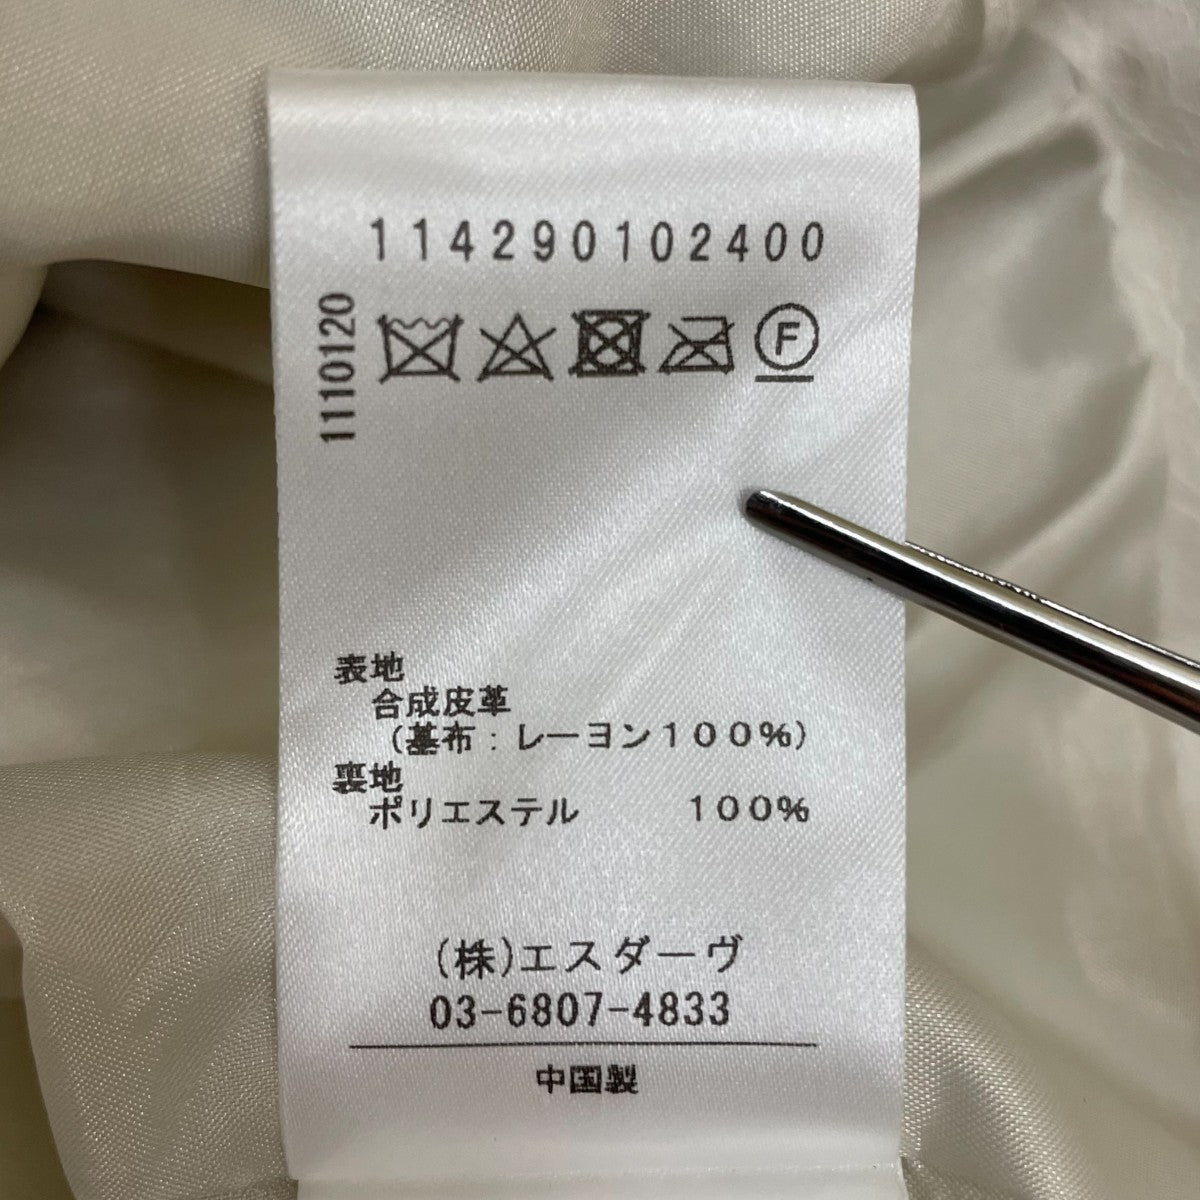 114290102400
1110120
F
表地
合成皮革
(基布：レーヨン100%)
裏地
ポリエステル 100%
(株)エスダーヴ
03-6807-4833
中国製